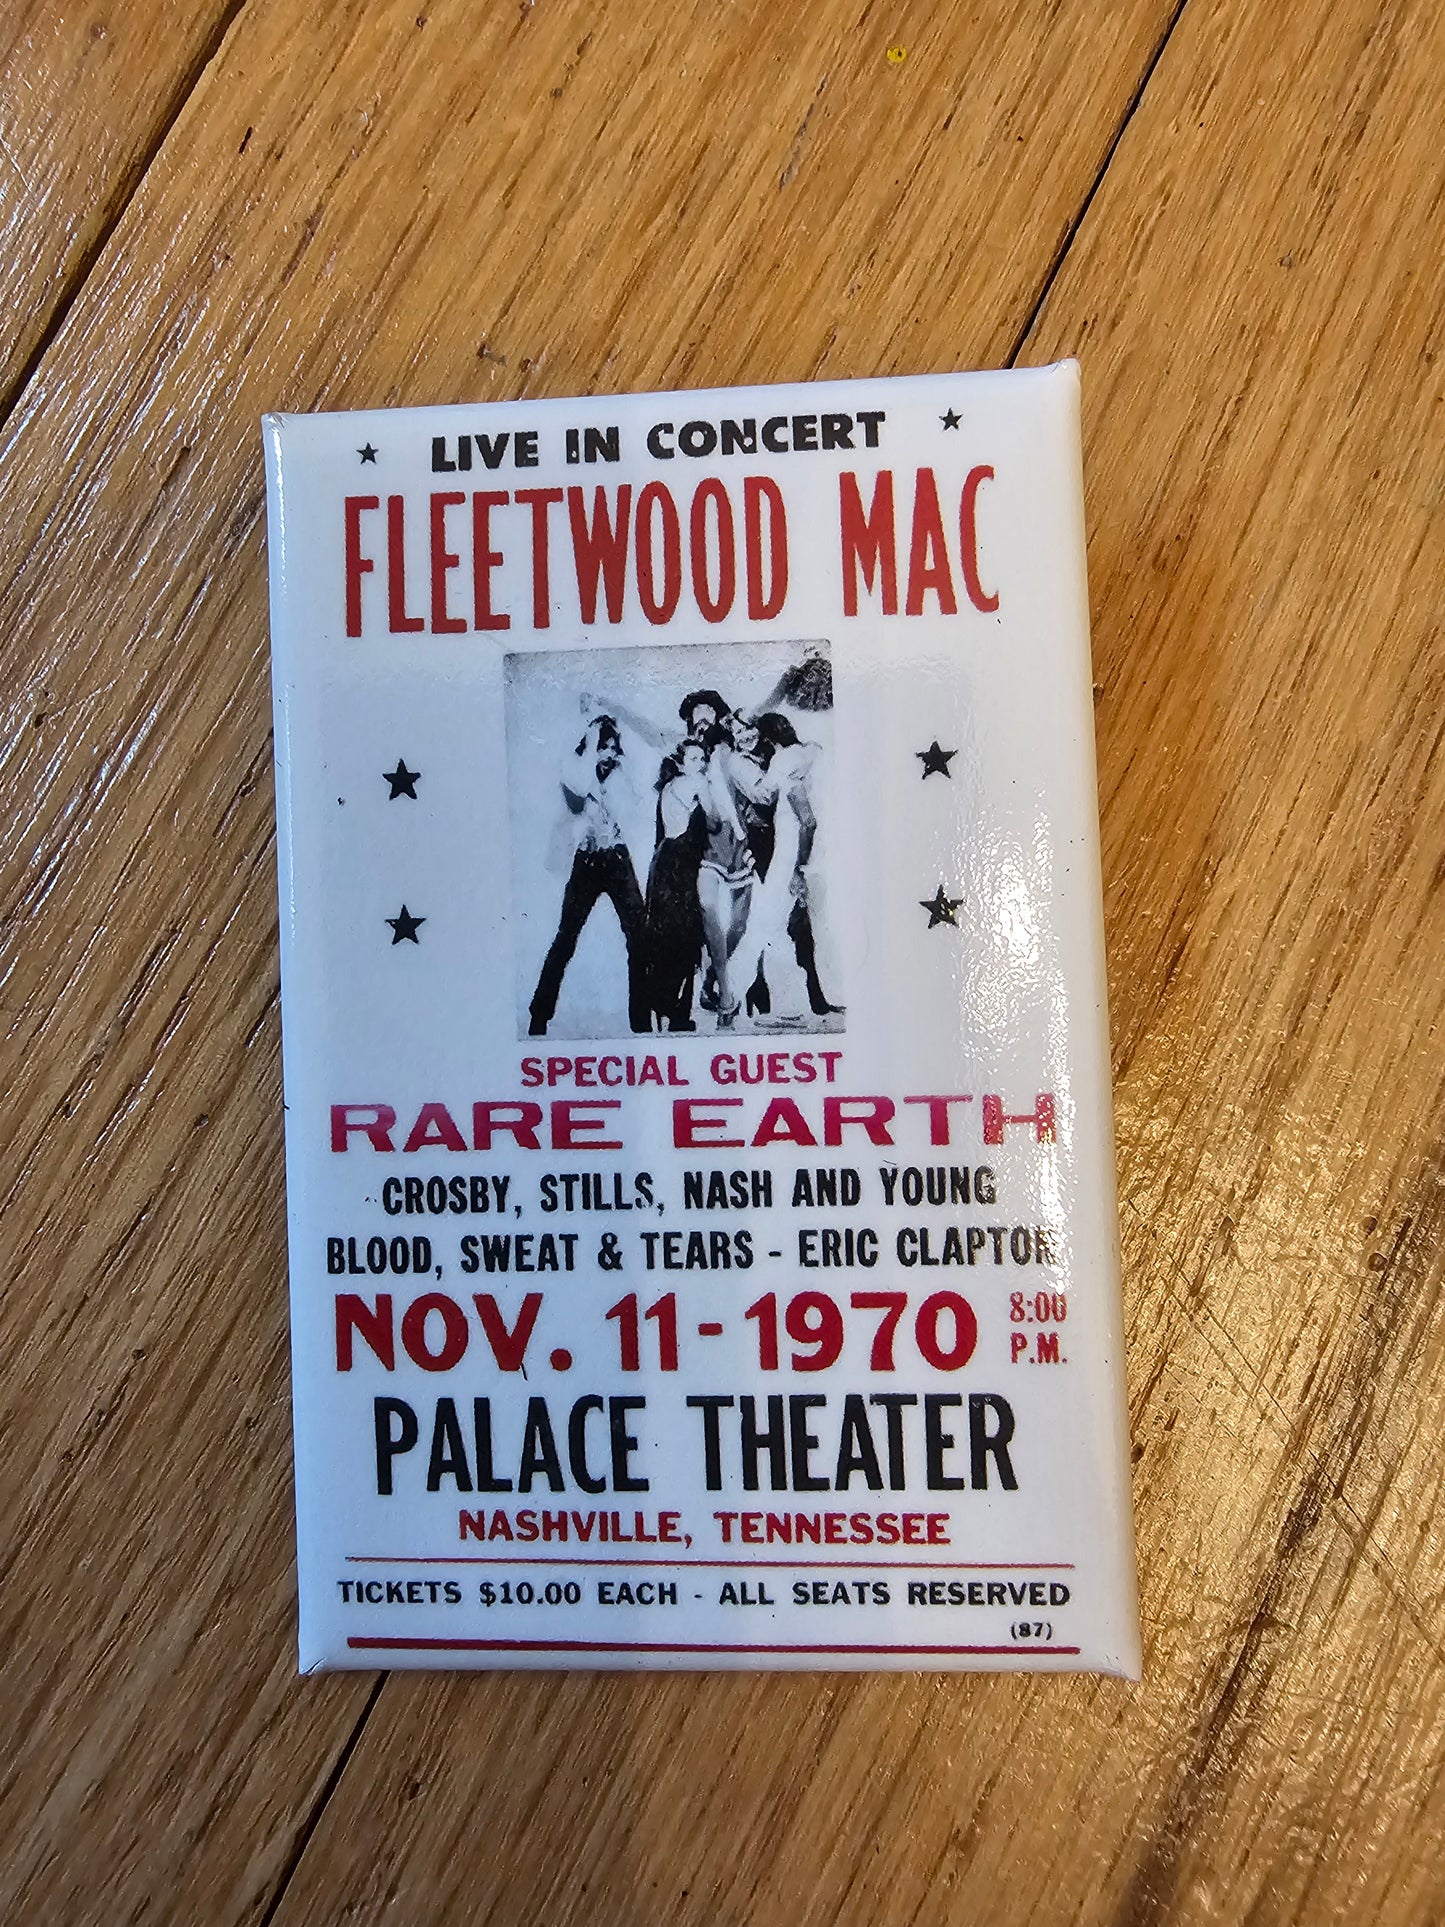 LIVE IN CONCERT
FLEETWOOD MAC
SPECIAL GUEST
RARE EARTH
CROSBY, STILLS, NASH AND YOUNG
BLOOD, SWEAT & TEARS - ERIC CLAPTON
NOV. 11-1970 8:00 P.M.
PALACE THEATER
NASHVILLE, TENNESSEE
TICKETS $10.00 EACH - ALL SEATS RESERVED
(87)